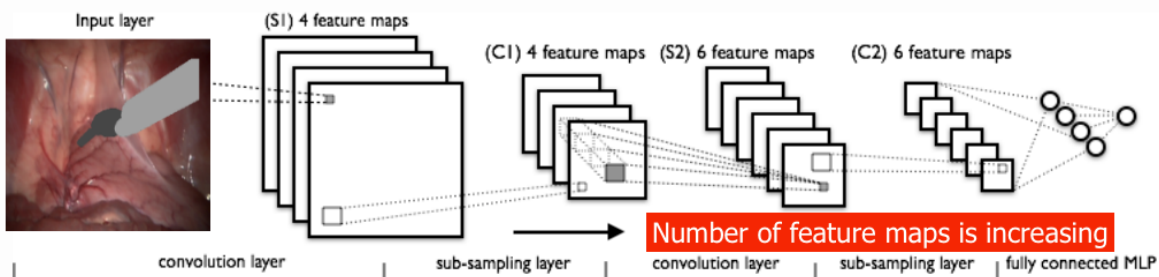 Input layer
(S1) 4 feature maps
(C1) 4 feature maps
(S2) 6 feature maps
(C2) 6 feature maps
Number of feature maps is increasing
convolution layer
sub-sampling layer
convolution layer
sub-sampling layer
fully connected MLP